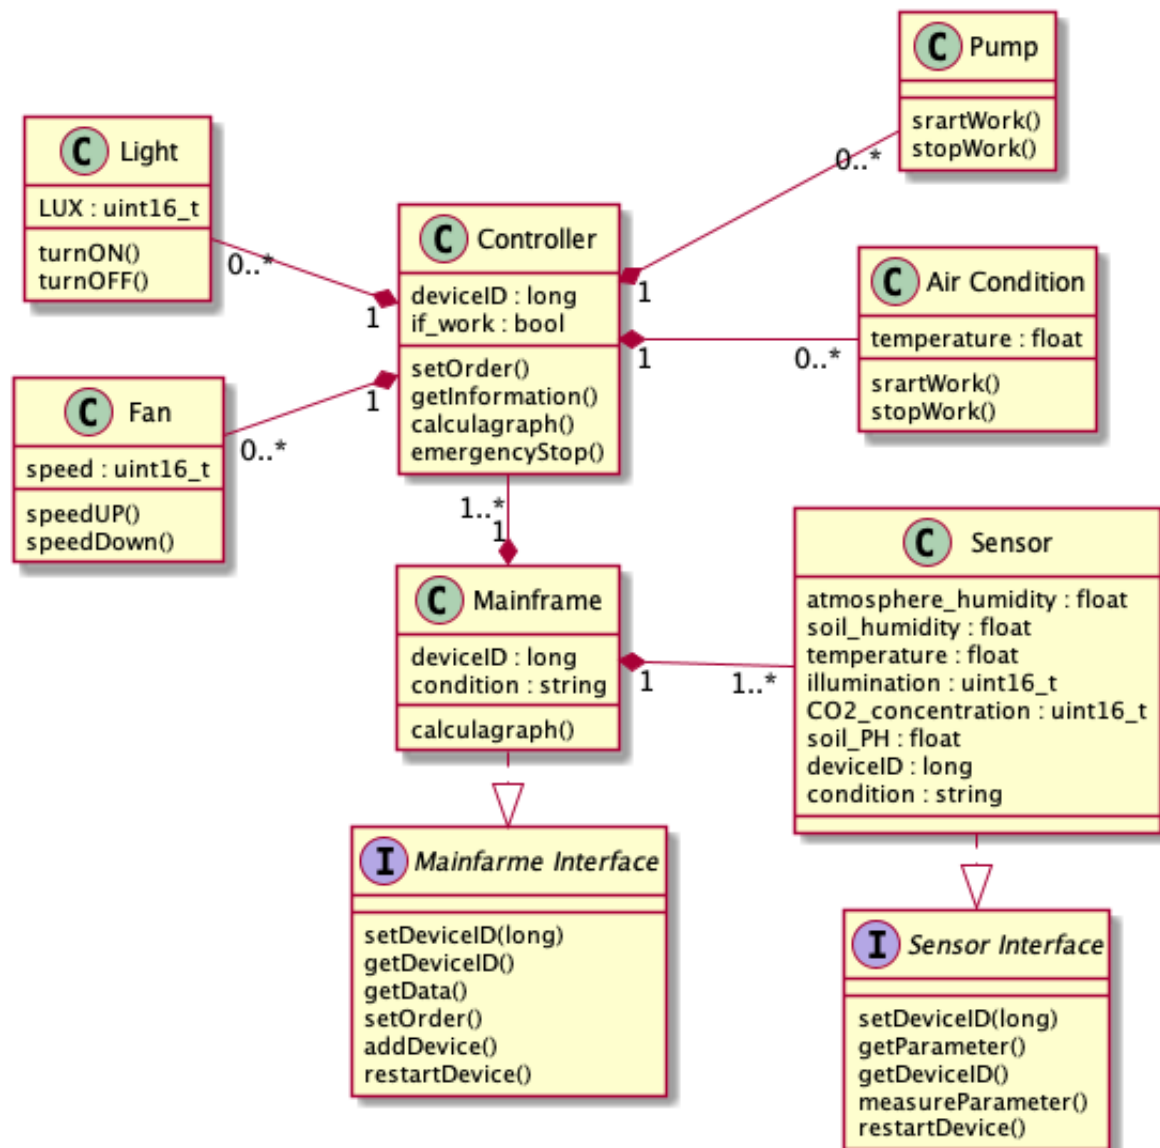 C Pump
srartWork()
stopWork()
C Light
LUX : uint16_t
turnON()
turnOFF()
C Controller
deviceID : long
if_work : bool
setOrder()
getInformation()
calculagraph()
emergencyStop()
C Air Condition
temperature : float
srartWork()
stopWork()
C Fan
speed : uint16_t
speedUP()
speedDown()
0..*
1
0..*
1
1
0..*
1
0..*
1..*
1
C Mainframe
deviceID : long
condition : string
calculagraph()
1
1..*
C Sensor
atmosphere_humidity : float
soil_humidity : float
temperature : float
illumination : uint16_t
CO2_concentration : uint16_t
soil_PH : float
deviceID : long
condition : string
I Mainfarme Interface
setDeviceID(long)
getDeviceID()
getData()
setOrder()
addDevice()
restartDevice()
I Sensor Interface
setDeviceID(long)
getParameter()
getDeviceID()
measureParameter()
restartDevice()